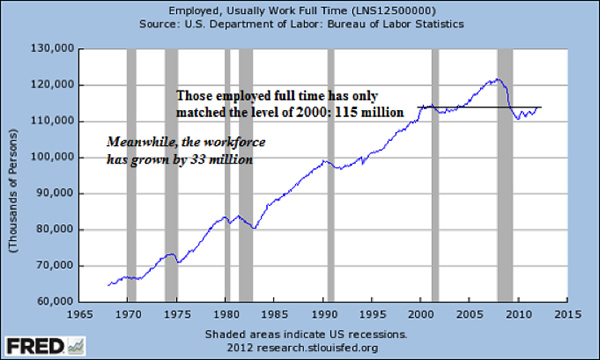 Employed, Usually Work Full Time (LNS12500000)
Source: U.S. Department of Labor: Bureau of Labor Statistics
130,000
120,000
110,000
100,000
90,000
80,000
70,000
60,000
(Thousands of Persons)
Those employed full time has only
matched the level of 2000: 115 million
Meanwhile, the workforce
has grown by 33 million
1965 1970 1975 1980 1985 1990 1995 2000 2005 2010 2015
FRED
Shaded areas indicate US recessions.
2012 research.stlouisfed.org